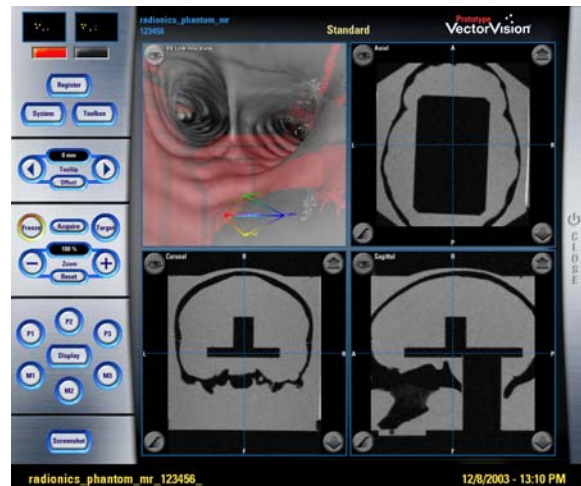 radionics_phantom_mr
123456
Standard
Prototype
VectorVision
Register
System
Toolbox
0 mm
Tooltip
Offset
Freeze
Acquire
Target
100 %
Zoom
Reset
P1
P2
P3
Display
M1
M2
M3
Screenshot
Axial
A
L
R
P
Coronal
H
L
R
F
Sagittal
H
A
P
F
CLOSE
radionics_phantom_mr_123456_
12/8/2003 - 13:10 PM